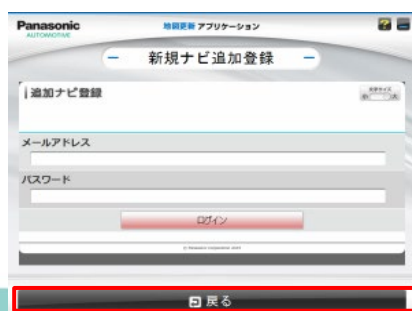 Panasonic
AUTOMOTIVE
地図更新 アプリケーション
新規ナビ追加登録
追加ナビ登録
メールアドレス
パスワード
ログイン
戻る